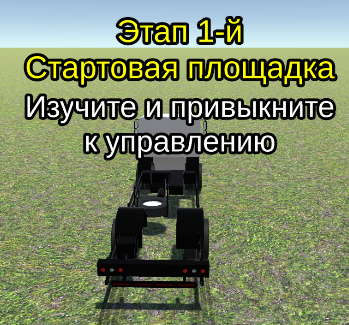 Этап 1-й
Стартовая площадка
Изучите и привыкните
к управлению